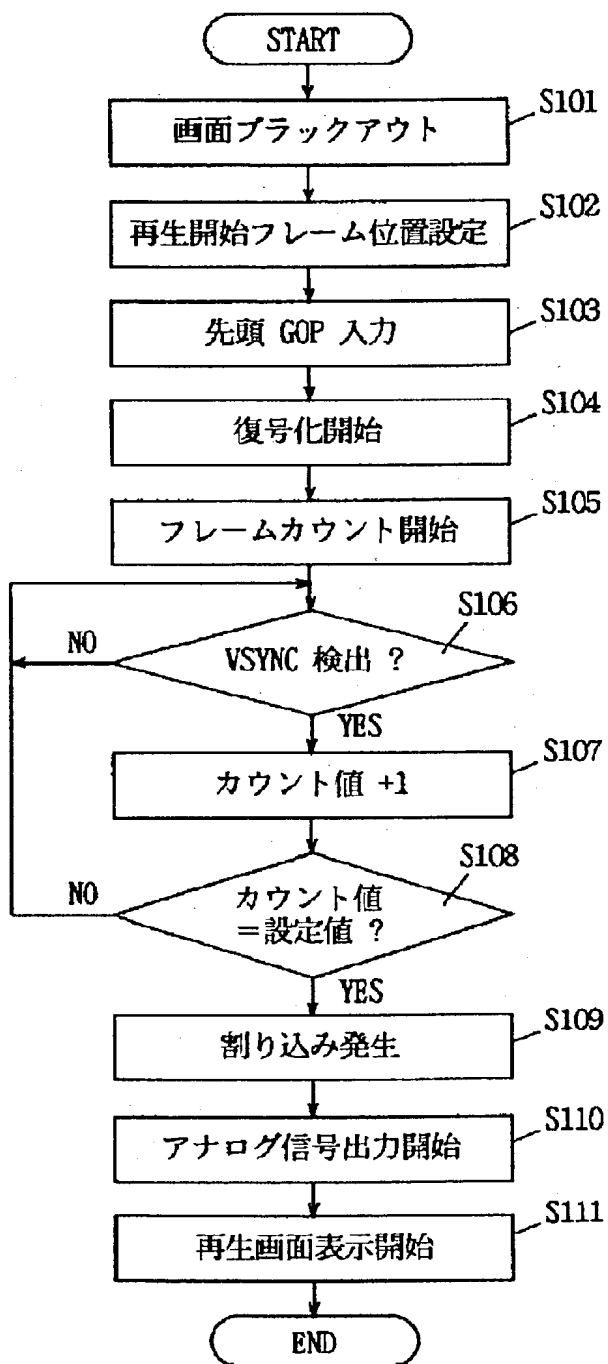 START
画面ブラックアウト
S101
再生開始フレーム位置設定
S102
先頭 GOP 入力
S103
復号化開始
S104
フレームカウント開始
S105
VSYNC 検出 ?
S106
NO
YES
カウント値 +1
S107
カウント値
=設定値 ?
S108
NO
YES
割り込み発生
S109
アナログ信号出力開始
S110
再生画面表示開始
S111
END